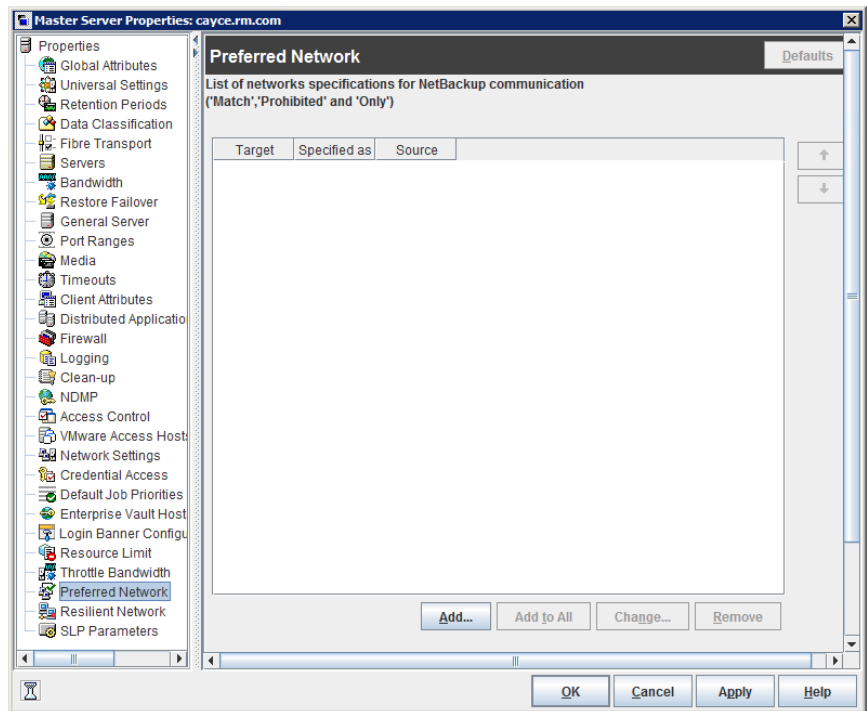 Master Server Properties: cayce.rm.com
Properties
Global Attributes
Universal Settings
Retention Periods
Data Classification
Fibre Transport
Servers
Bandwidth
Restore Failover
General Server
Port Ranges
Media
Timeouts
Client Attributes
Distributed Applicatio
Firewall
Logging
Clean-up
NDMP
Access Control
VMware Access Hosts
Network Settings
Credential Access
Default Job Priorities
Enterprise Vault Host
Login Banner Configu
Resource Limit
Throttle Bandwidth
Preferred Network
Resilient Network
SLP Parameters
Preferred Network
Defaults
List of networks specifications for NetBackup communication
('Match','Prohibited' and 'Only')
Target Specified as Source
Add... Add to All Change... Remove
OK Cancel Apply Help